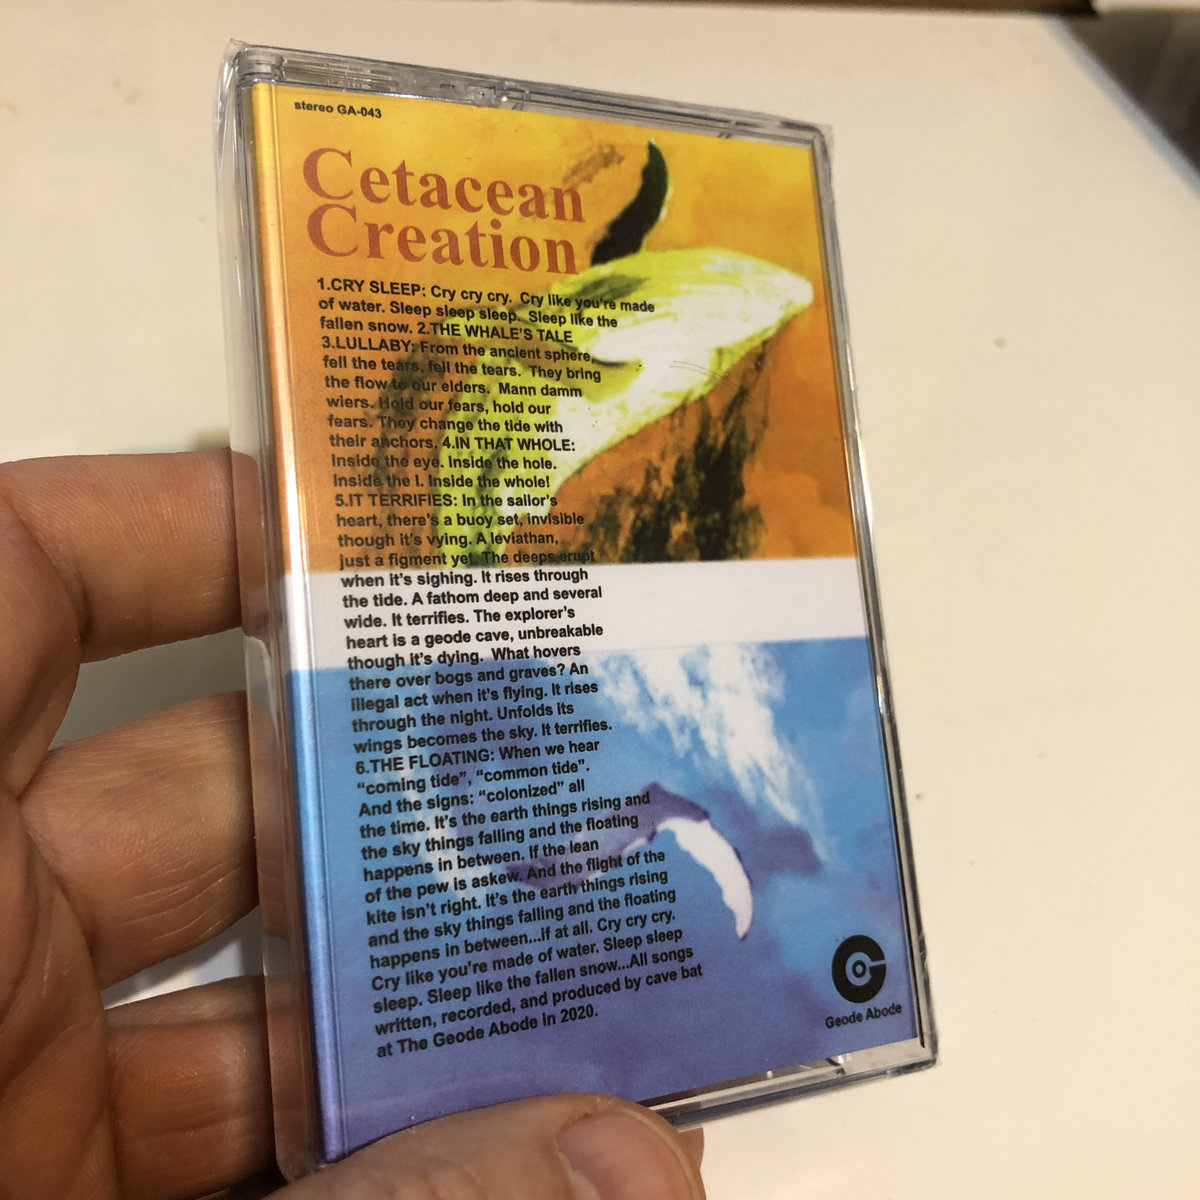 stereo GA-043
Cetacean
Creation
1.CRY SLEEP: Cry cry cry. Cry like you're made
of water. Sleep sleep sleep. Sleep like the
fallen snow. 2.THE WHALE'S TALE
3.LULLABY: From the ancient sphere,
fell the tears, fell the tears. They bring
the flow to our elders. Mann damm
wiers. Hold our fears, hold our
fears. They change the tide with
their anchors. 4.IN THAT WHOLE:
Inside the eye. Inside the hole.
Inside the I. Inside the whole!
5.IT TERRIFIES: In the sailor's
heart, there's a buoy set, invisible
though it's vying. A leviathan,
just a figment yet. The deeps erupt
when it's sighing. It rises through
the tide. A fathom deep and several
wide. It terrifies. The explorer's
heart is a geode cave, unbreakable
though it's dying. What hovers
there over bogs and graves? An
illegal act when it's flying. It rises
through the night. Unfolds its
wings becomes the sky. It terrifies.
6.THE FLOATING: When we hear
"coming tide", "common tide".
And the signs: "colonized" all
the time. It's the earth things rising and
the sky things falling and the floating
happens in between. If the lean
of the pew is askew. And the flight of the
kite isn't right. It's the earth things rising
and the sky things falling and the floating
happens in between...if at all. Cry cry cry.
Cry like you're made of water. Sleep sleep
sleep. Sleep like the fallen snow...All songs
written, recorded, and produced by cave bat
at The Geode Abode in 2020.
Geode Abode